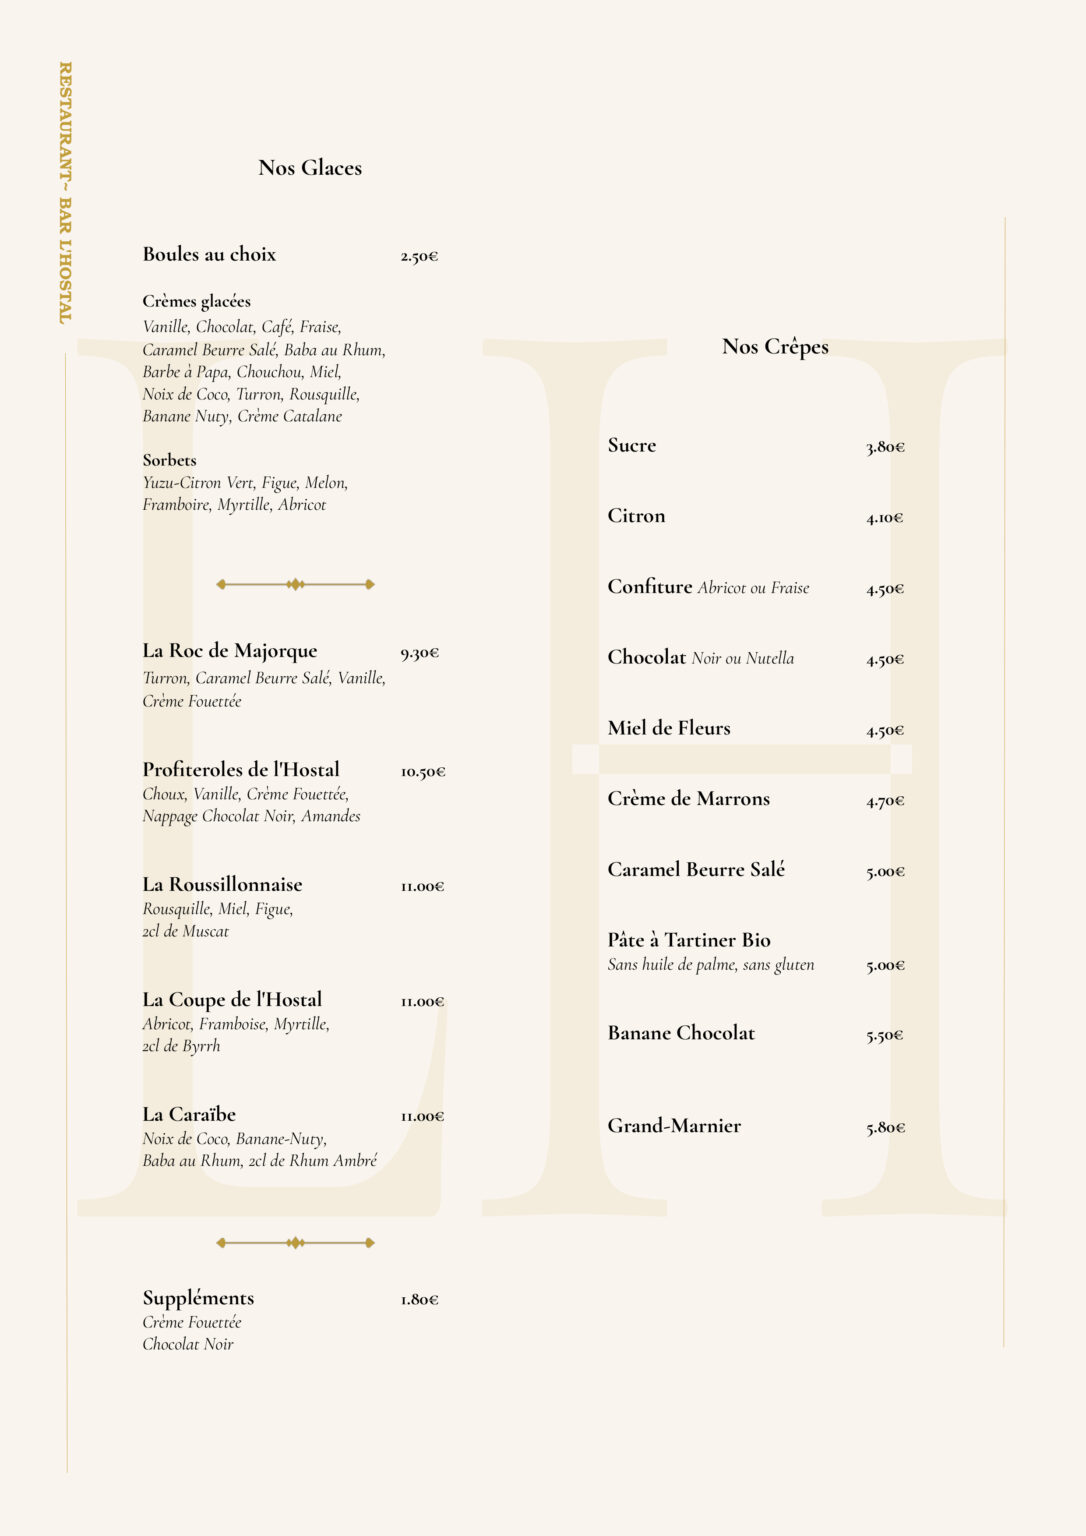 RESTAURANT~ BAR L'HOSTAL
Nos Glaces
Boules au choix 2.50€
Crèmes glacées
Vanille, Chocolat, Café, Fraise,
Caramel Beurre Salé, Baba au Rhum,
Barbe à Papa, Chouchou, Miel,
Noix de Coco, Turron, Rousquille,
Banane Nuty, Crème Catalane
Sorbets
Yuzu-Citron Vert, Figue, Melon,
Framboire, Myrtille, Abricot
La Roc de Majorque 9.30€
Turron, Caramel Beurre Salé, Vanille,
Crème Fouettée
Profiteroles de l'Hostal 10.50€
Choux, Vanille, Crème Fouettée,
Nappage Chocolat Noir, Amandes
La Roussillonnaise 11.00€
Rousquille, Miel, Figue,
2cl de Muscat
La Coupe de l'Hostal 11.00€
Abricot, Framboise, Myrtille,
2cl de Byrrh
La Caraïbe 11.00€
Noix de Coco, Banane-Nuty,
Baba au Rhum, 2cl de Rhum Ambré
Suppléments 1.80€
Crème Fouettée
Chocolat Noir
Nos Crêpes
Sucre 3.80€
Citron 4.10€
Confiture Abricot ou Fraise 4.50€
Chocolat Noir ou Nutella 4.50€
Miel de Fleurs 4.50€
Crème de Marrons 4.70€
Caramel Beurre Salé 5.00€
Pâte à Tartiner Bio
Sans huile de palme, sans gluten 5.00€
Banane Chocolat 5.50€
Grand-Marnier 5.80€
LH